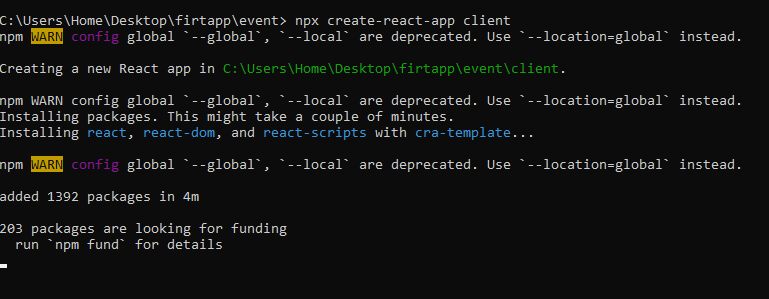 C:\Users\Home\Desktop\firtapp\event> npx create-react-app client
npm WARN config global `--global`, `--local` are deprecated. Use `--location=global` instead.
Creating a new React app in C:\Users\Home\Desktop\firtapp\event\client.
npm WARN config global `--global`, `--local` are deprecated. Use `--location=global` instead.
Installing packages. This might take a couple of minutes.
Installing react, react-dom, and react-scripts with cra-template...
npm WARN config global `--global`, `--local` are deprecated. Use `--location=global` instead.
added 1392 packages in 4m
203 packages are looking for funding
  run `npm fund` for details